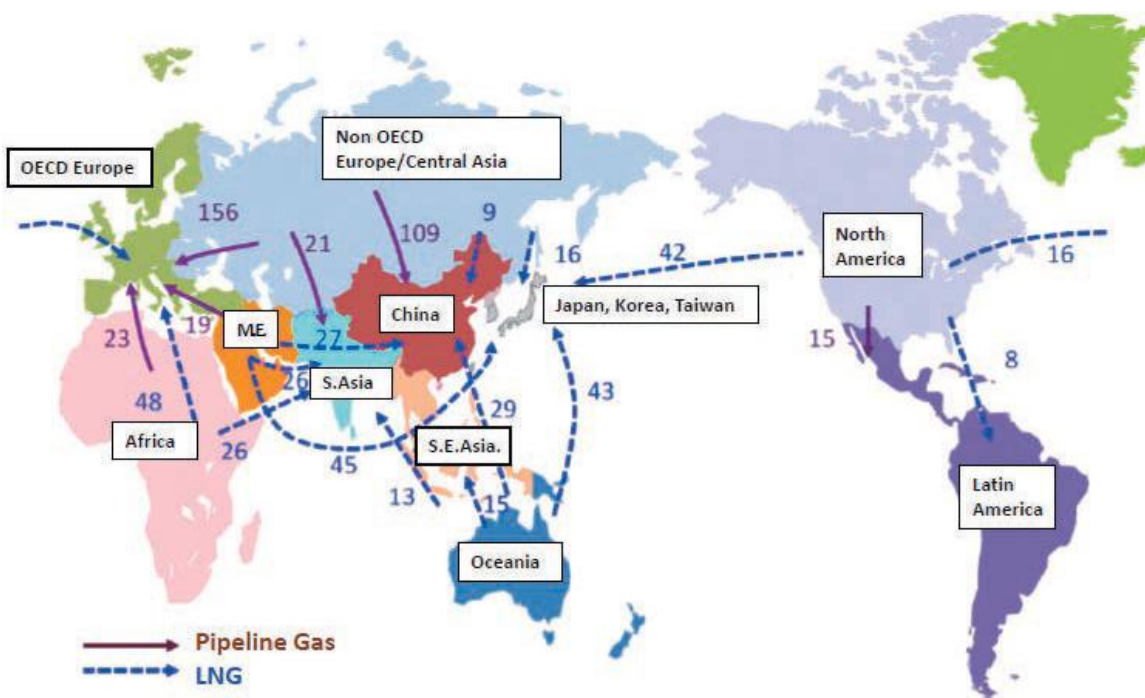 Non OECD
Europe/Central Asia
OECD Europe
156
21
109
9
16
42
North
America
16
Japan, Korea, Taiwan
China
M.E.
19
23
27
15
8
26
S.Asia
43
48
29
Africa
26
45
S.E.Asia.
13
15
Latin
America
Oceania
Pipeline Gas
LNG